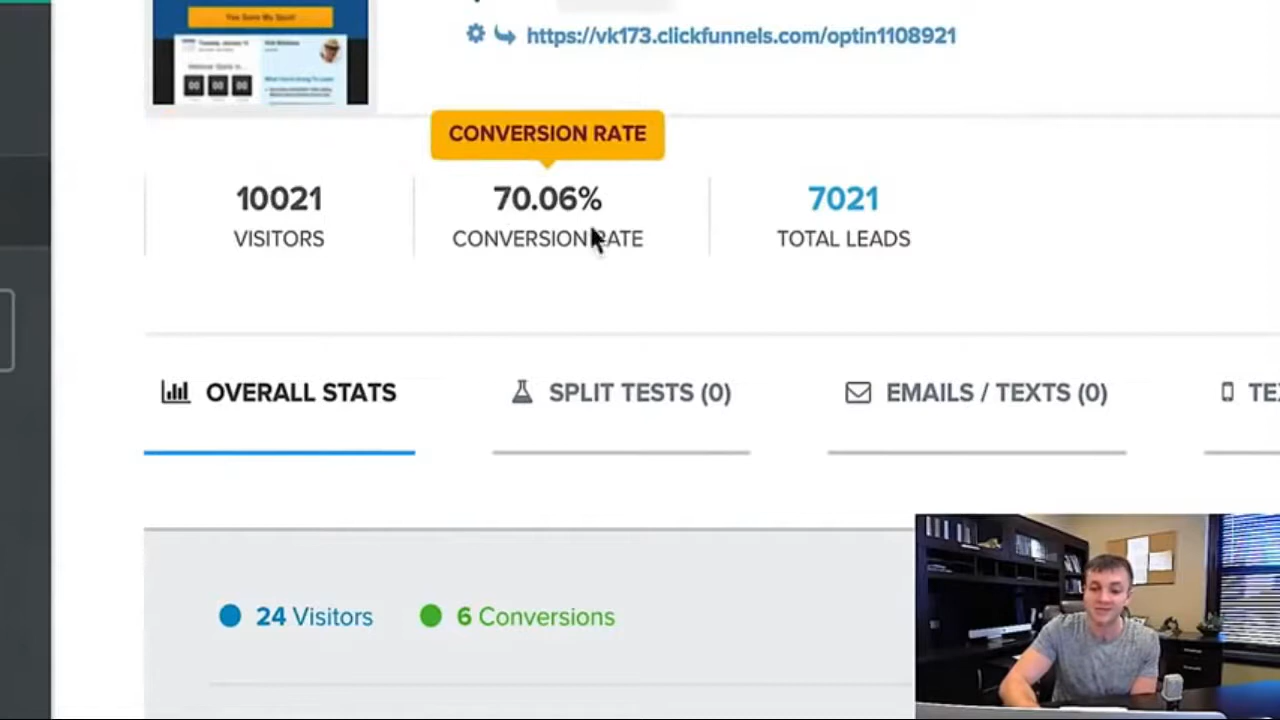 https://vk173.clickfunnels.com/optin1108921
CONVERSION RATE
10021
VISITORS
70.06%
CONVERSION RATE
7021
TOTAL LEADS
OVERALL STATS
SPLIT TESTS (0)
EMAILS / TEXTS (0)
24 Visitors
6 Conversions